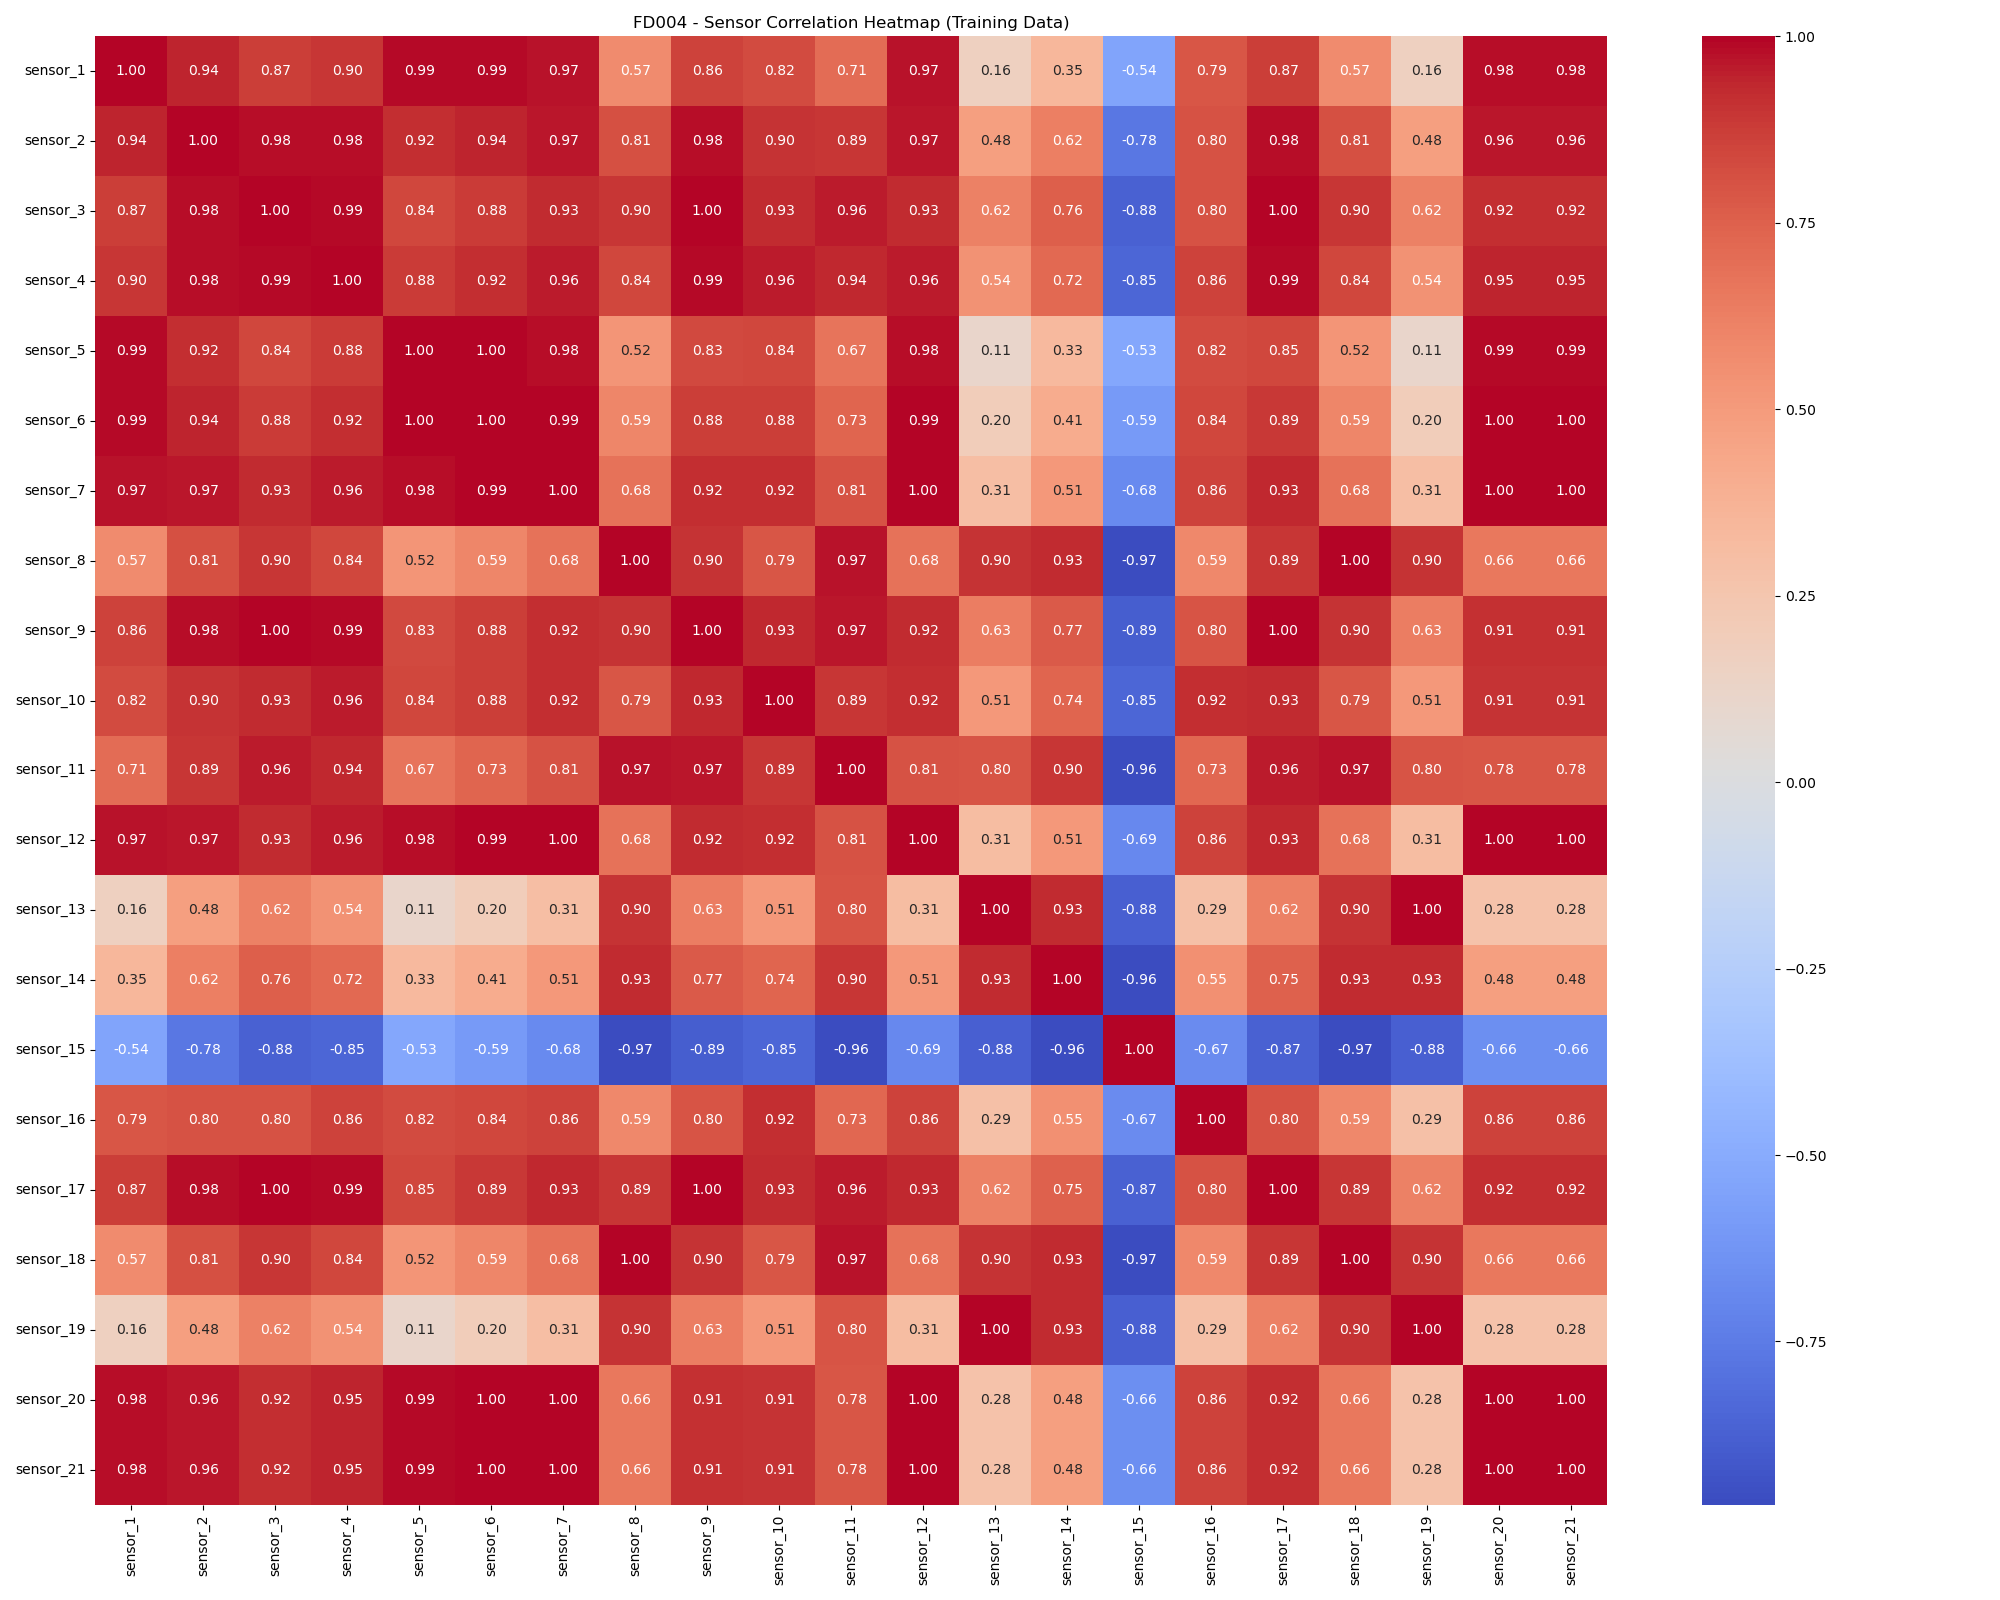 FD004 - Sensor Correlation Heatmap (Training Data)
sensor_1 1.00 0.94 0.87 0.90 0.99 0.99 0.97 0.57 0.86 0.82 0.71 0.97 0.16 0.35 -0.54 0.79 0.87 0.57 0.16 0.98 0.98
sensor_2 0.94 1.00 0.98 0.98 0.92 0.94 0.97 0.81 0.98 0.90 0.89 0.97 0.48 0.62 -0.78 0.80 0.98 0.81 0.48 0.96 0.96
sensor_3 0.87 0.98 1.00 0.99 0.84 0.88 0.93 0.90 1.00 0.93 0.96 0.93 0.62 0.76 -0.88 0.80 1.00 0.90 0.62 0.92 0.92
sensor_4 0.90 0.98 0.99 1.00 0.88 0.92 0.96 0.84 0.99 0.96 0.94 0.96 0.54 0.72 -0.85 0.86 0.99 0.84 0.54 0.95 0.95
sensor_5 0.99 0.92 0.84 0.88 1.00 1.00 0.98 0.52 0.83 0.84 0.67 0.98 0.11 0.33 -0.53 0.82 0.85 0.52 0.11 0.99 0.99
sensor_6 0.99 0.94 0.88 0.92 1.00 1.00 0.99 0.59 0.88 0.88 0.73 0.99 0.20 0.41 -0.59 0.84 0.89 0.59 0.20 1.00 1.00
sensor_7 0.97 0.97 0.93 0.96 0.98 0.99 1.00 0.68 0.92 0.92 0.81 1.00 0.31 0.51 -0.68 0.86 0.93 0.68 0.31 1.00 1.00
sensor_8 0.57 0.81 0.90 0.84 0.52 0.59 0.68 1.00 0.90 0.79 0.97 0.68 0.90 0.93 -0.97 0.59 0.89 1.00 0.90 0.66 0.66
sensor_9 0.86 0.98 1.00 0.99 0.83 0.88 0.92 0.90 1.00 0.93 0.97 0.92 0.63 0.77 -0.89 0.80 1.00 0.90 0.63 0.91 0.91
sensor_10 0.82 0.90 0.93 0.96 0.84 0.88 0.92 0.79 0.93 1.00 0.89 0.92 0.51 0.74 -0.85 0.92 0.93 0.79 0.51 0.91 0.91
sensor_11 0.71 0.89 0.96 0.94 0.67 0.73 0.81 0.97 0.97 0.89 1.00 0.81 0.80 0.90 -0.96 0.73 0.96 0.97 0.80 0.78 0.78
sensor_12 0.97 0.97 0.93 0.96 0.98 0.99 1.00 0.68 0.92 0.92 0.81 1.00 0.31 0.51 -0.69 0.86 0.93 0.68 0.31 1.00 1.00
sensor_13 0.16 0.48 0.62 0.54 0.11 0.20 0.31 0.90 0.63 0.51 0.80 0.31 1.00 0.93 -0.88 0.29 0.62 0.90 1.00 0.28 0.28
sensor_14 0.35 0.62 0.76 0.72 0.33 0.41 0.51 0.93 0.77 0.74 0.90 0.51 0.93 1.00 -0.96 0.55 0.75 0.93 0.93 0.48 0.48
sensor_15 -0.54 -0.78 -0.88 -0.85 -0.53 -0.59 -0.68 -0.97 -0.89 -0.85 -0.96 -0.69 -0.88 -0.96 1.00 -0.67 -0.87 -0.97 -0.88 -0.66 -0.66
sensor_16 0.79 0.80 0.80 0.86 0.82 0.84 0.86 0.59 0.80 0.92 0.73 0.86 0.29 0.55 -0.67 1.00 0.80 0.59 0.29 0.86 0.86
sensor_17 0.87 0.98 1.00 0.99 0.85 0.89 0.93 0.89 1.00 0.93 0.96 0.93 0.62 0.75 -0.87 0.80 1.00 0.89 0.62 0.92 0.92
sensor_18 0.57 0.81 0.90 0.84 0.52 0.59 0.68 1.00 0.90 0.79 0.97 0.68 0.90 0.93 -0.97 0.59 0.89 1.00 0.90 0.66 0.66
sensor_19 0.16 0.48 0.62 0.54 0.11 0.20 0.31 0.90 0.63 0.51 0.80 0.31 1.00 0.93 -0.88 0.29 0.62 0.90 1.00 0.28 0.28
sensor_20 0.98 0.96 0.92 0.95 0.99 1.00 1.00 0.66 0.91 0.91 0.78 1.00 0.28 0.48 -0.66 0.86 0.92 0.66 0.28 1.00 1.00
sensor_21 0.98 0.96 0.92 0.95 0.99 1.00 1.00 0.66 0.91 0.91 0.78 1.00 0.28 0.48 -0.66 0.86 0.92 0.66 0.28 1.00 1.00
sensor_1 sensor_2 sensor_3 sensor_4 sensor_5 sensor_6 sensor_7 sensor_8 sensor_9 sensor_10 sensor_11 sensor_12 sensor_13 sensor_14 sensor_15 sensor_16 sensor_17 sensor_18 sensor_19 sensor_20 sensor_21
1.00
0.75
0.50
0.25
0.00
−0.25
−0.50
−0.75